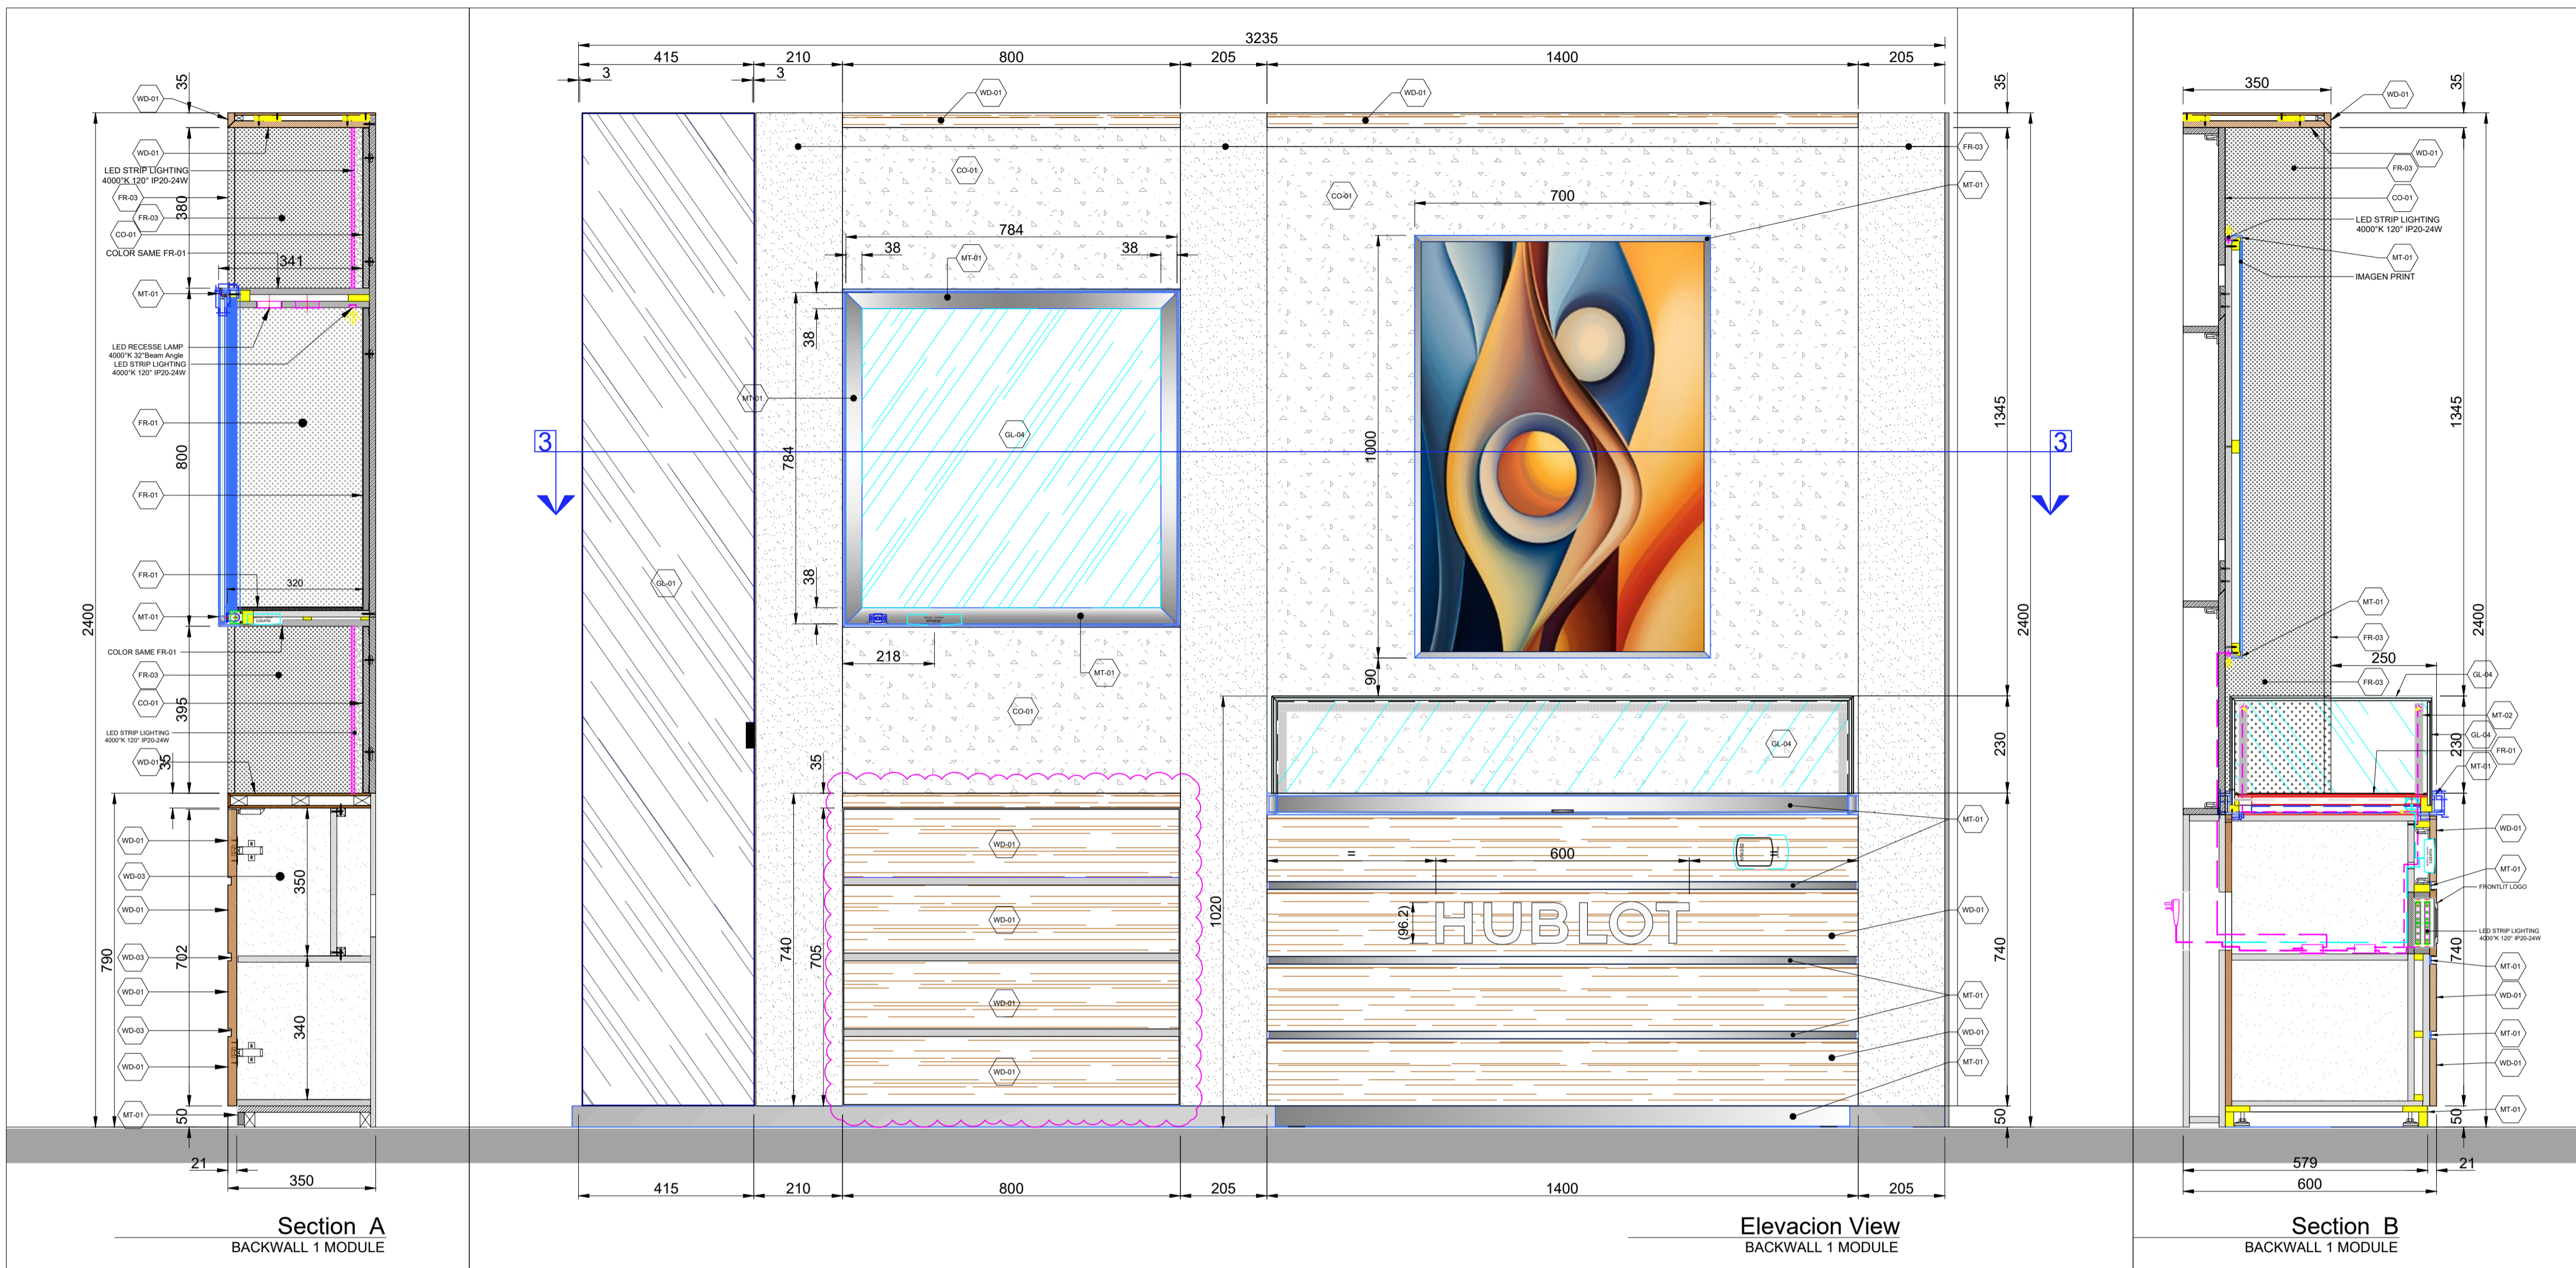 35
WD-01
WD-01
LED STRIP LIGHTING
4000°K 120° IP20-24W
FR-03
380
FR-03
CO-01
COLOR SAME FR-01
341
MT-01
LED RECESSE LAMP
4000°K 32°Beam Angle
LED STRIP LIGHTING
4000°K 120° IP20-24W
FR-01
800
FR-01
FR-01
320
MT-01
2400
COLOR SAME FR-01
FR-03
CO-01
395
LED STRIP LIGHTING
4000°K 120° IP20-24W
WD-01
35
WD-01
WD-03
350
WD-01
790
702
WD-03
WD-01
WD-03
340
WD-01
MT-01
50
21
350
Section A
BACKWALL 1 MODULE
3235
415
210
800
205
1400
205
3
3
35
WD-01
WD-01
FR-03
CO-01
CO-01
MT-01
700
784
38
38
MT-01
38
MT-01
GL-04
784
1000
1345
3
3
GL-01
38
218
MT-01
90
2400
CO-01
GL-04
230
35
MT-01
WD-01
=
600
=
XPASS2
WD-01
1020
(96.2)
HUBLOT
WD-01
740
705
740
WD-01
MT-01
WD-01
WD-01
MT-01
50
415
210
800
205
1400
205
Elevacion View
BACKWALL 1 MODULE
350
35
WD-01
WD-01
FR-03
CO-01
LED STRIP LIGHTING
4000°K 120° IP20-24W
MT-01
IMAGEN PRINT
1345
MT-01
2400
FR-03
250
FR-03
GL-04
MT-02
GL-04
230
FR-01
MT-01
WD-01
MT-01
FRONTLIT LOGO
LED STRIP LIGHTING
4000°K 120° IP20-24W
740
MT-01
WD-01
MT-01
WD-01
MT-01
50
579
21
600
Section B
BACKWALL 1 MODULE